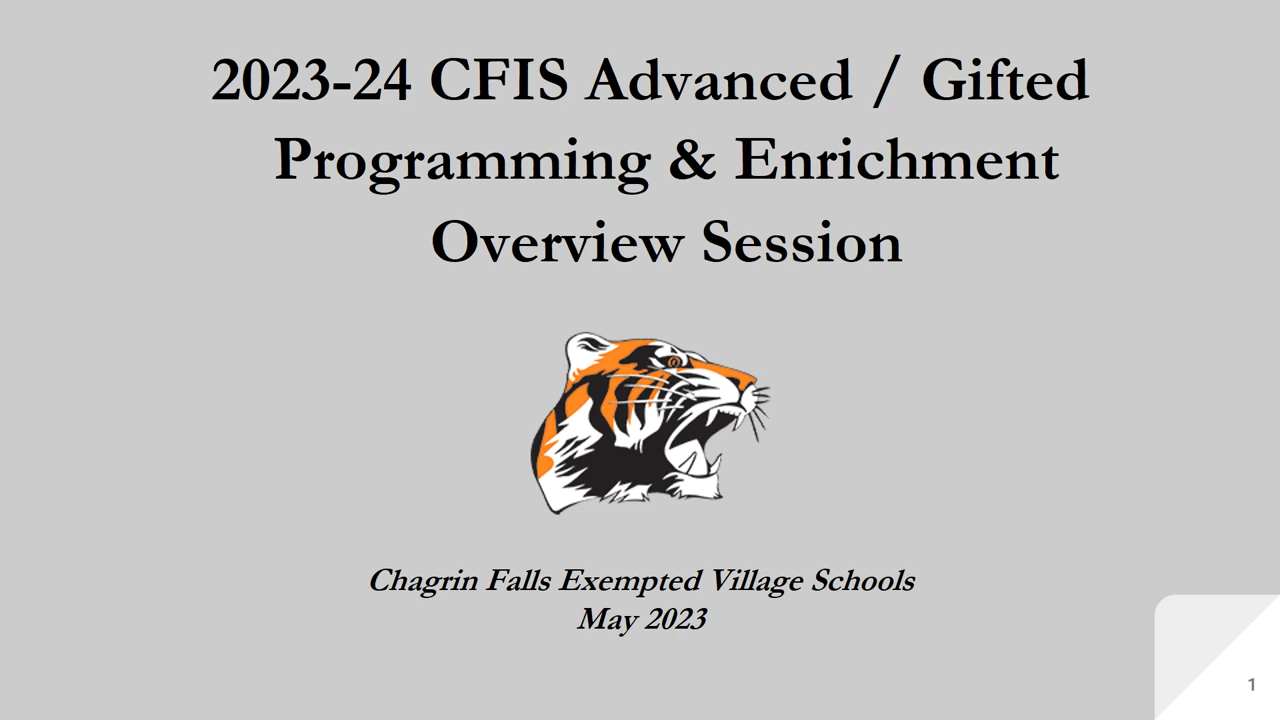 2023-24 CFIS Advanced / Gifted
Programming & Enrichment
Overview Session
Chagrin Falls Exempted Village Schools
May 2023
1